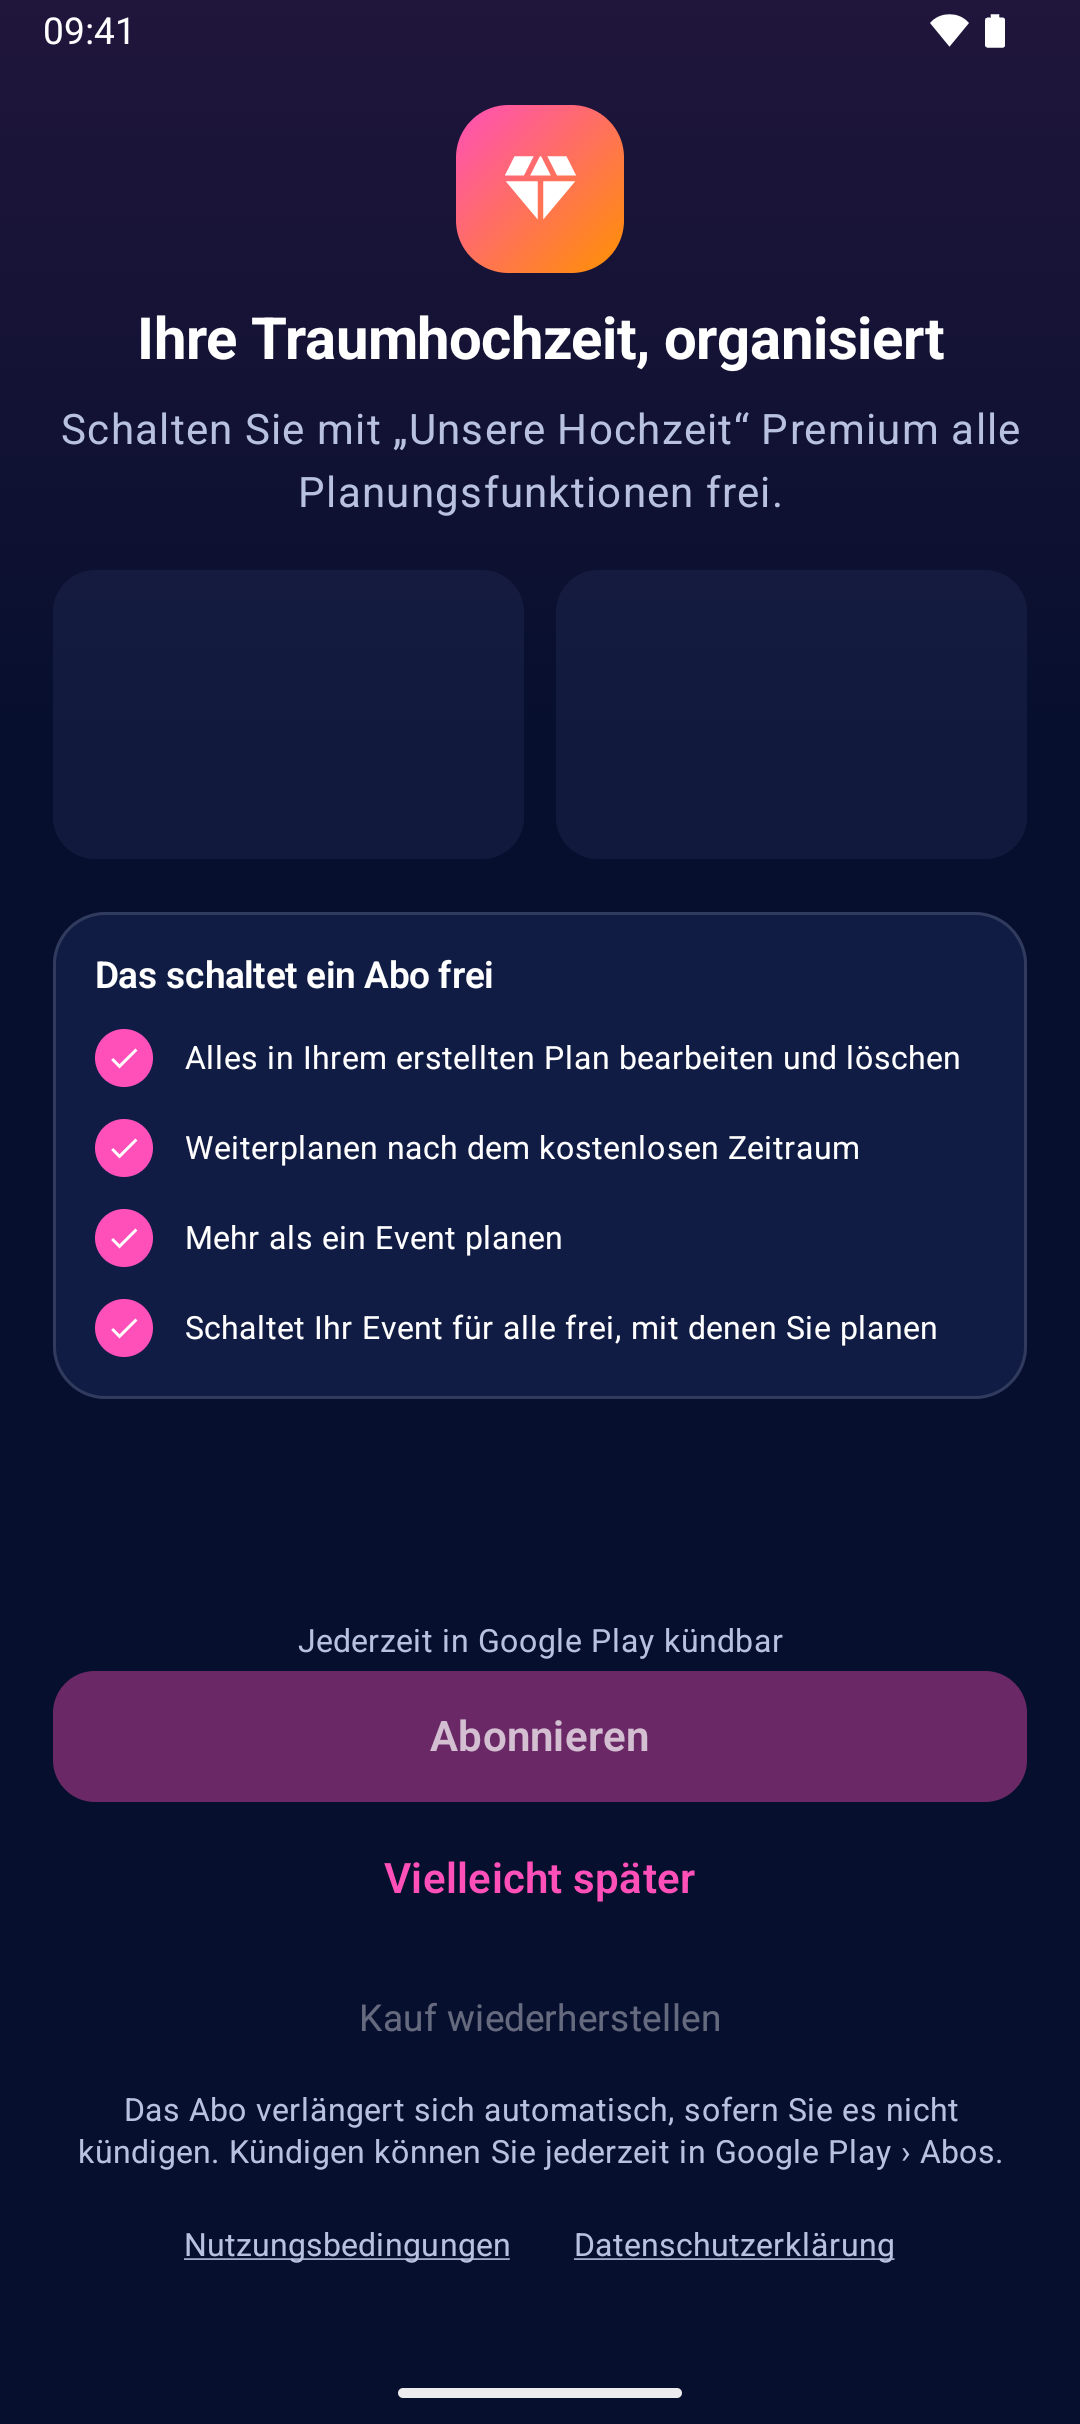 09:41
Ihre Traumhochzeit, organisiert
Schalten Sie mit „Unsere Hochzeit“ Premium alle
Planungsfunktionen frei.
Das schaltet ein Abo frei
Alles in Ihrem erstellten Plan bearbeiten und löschen
Weiterplanen nach dem kostenlosen Zeitraum
Mehr als ein Event planen
Schaltet Ihr Event für alle frei, mit denen Sie planen
Jederzeit in Google Play kündbar
Abonnieren
Vielleicht später
Kauf wiederherstellen
Das Abo verlängert sich automatisch, sofern Sie es nicht
kündigen. Kündigen können Sie jederzeit in Google Play › Abos.
Nutzungsbedingungen Datenschutzerklärung